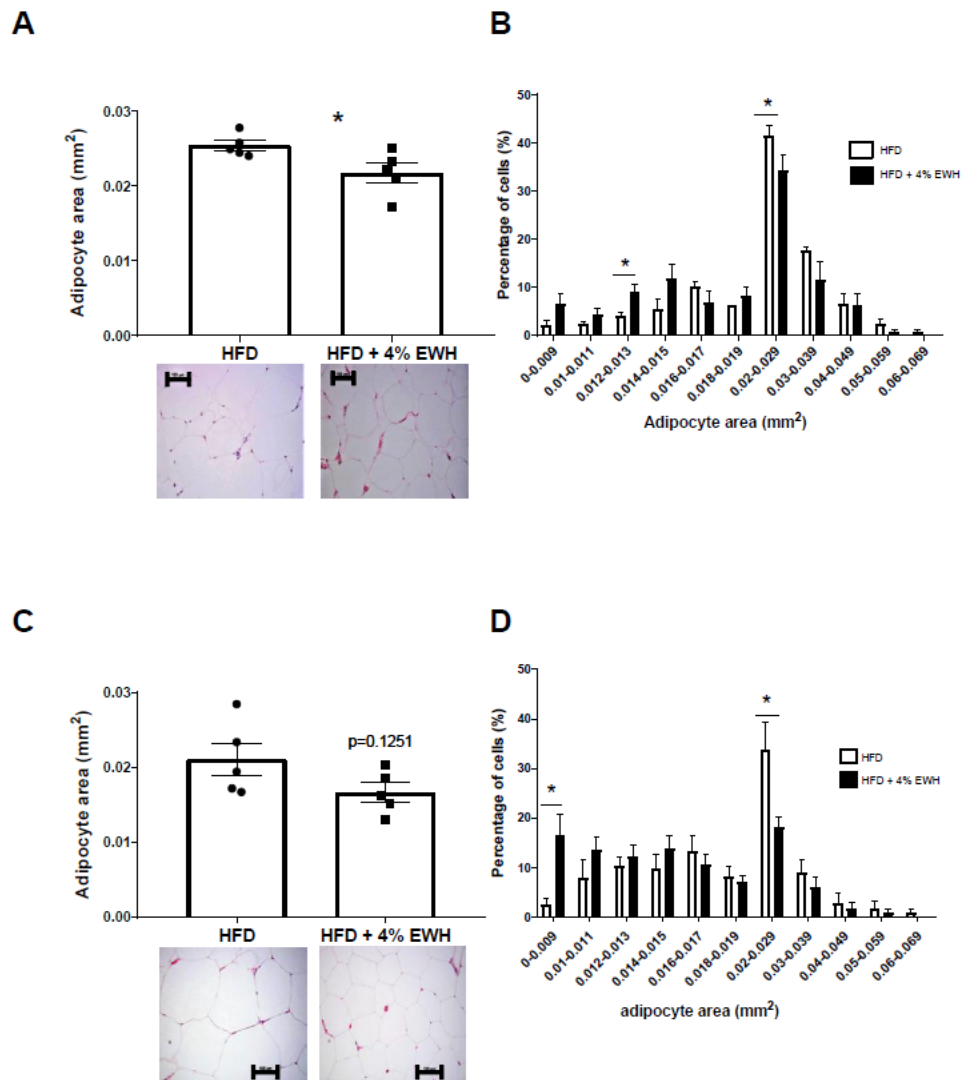 A
Adipocyte area (mm²)
0.03
0.02
0.01
0.00
*
HFD
HFD + 4% EWH
B
Percentage of cells (%)
50
40
30
20
10
0
*
*
HFD
HFD + 4% EWH
0-009
0.01-0.011
0.012-0.013
0.014-0.015
0.016-0.017
0.018-0.019
0.02-0.029
0.03-0.039
0.04-0.049
0.05-0.059
0.06-0.069
Adipocyte area (mm²)
C
Adipocyte area (mm²)
0.03
0.02
0.01
0.00
p=0.1251
HFD
HFD + 4% EWH
D
Percentage of cells (%)
50
40
30
20
10
0
*
*
HFD
HFD + 4% EWH
0-009
0.01-0.011
0.012-0.013
0.014-0.015
0.016-0.017
0.018-0.019
0.02-0.029
0.03-0.039
0.04-0.049
0.05-0.059
0.06-0.069
adipocyte area (mm²)